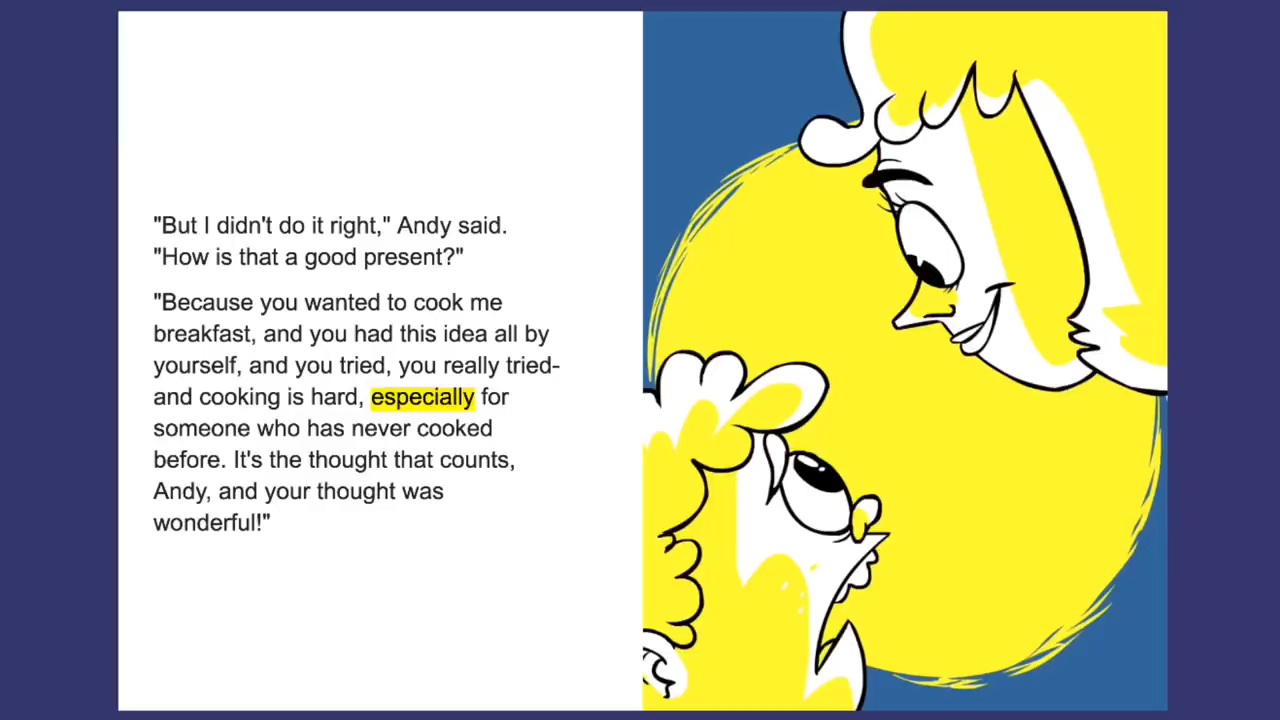 "But I didn't do it right," Andy said.
"How is that a good present?"
"Because you wanted to cook me
breakfast, and you had this idea all by
yourself, and you tried, you really tried-
and cooking is hard, especially for
someone who has never cooked
before. It's the thought that counts,
Andy, and your thought was
wonderful!"